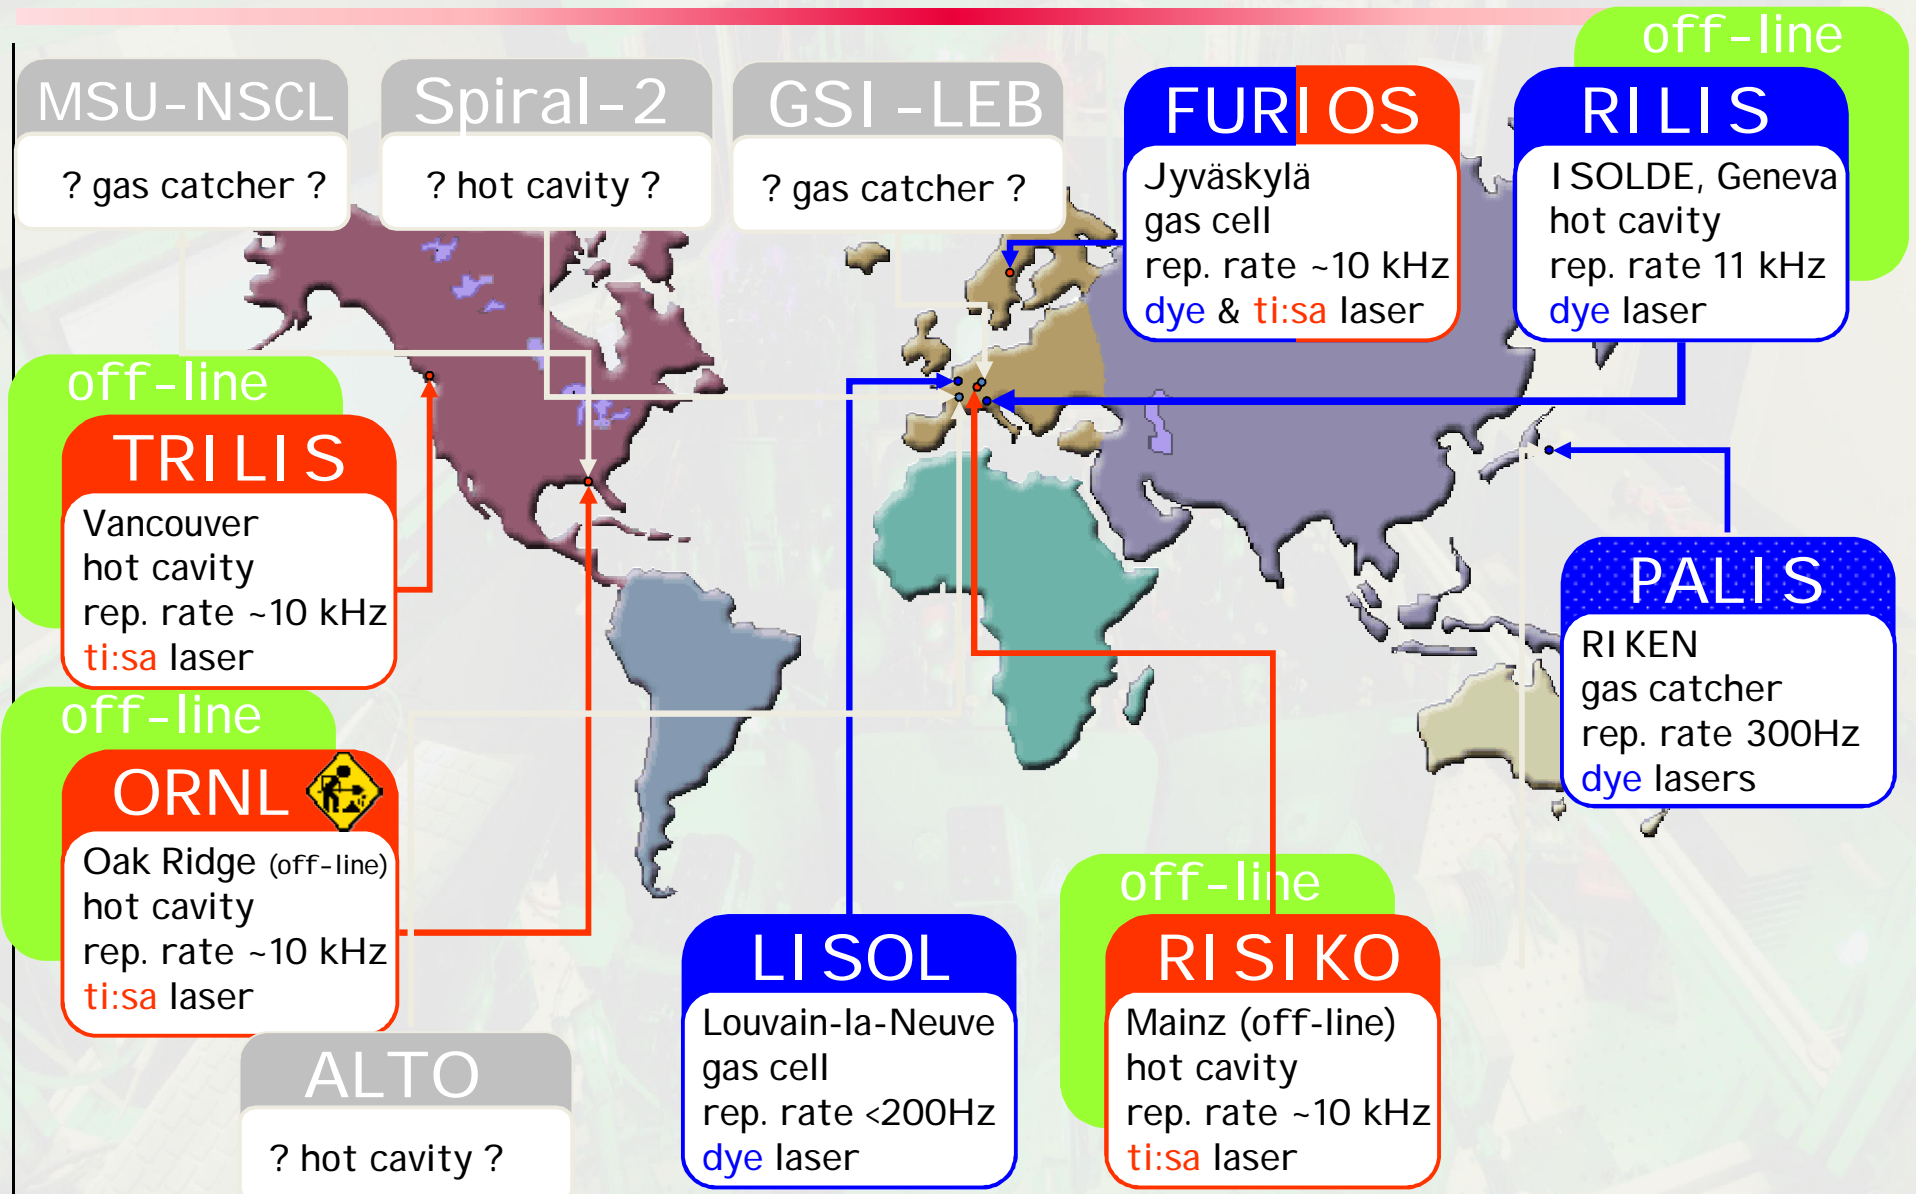 MSU-NSCL
? gas catcher ?
Spiral-2
? hot cavity ?
GSI-LEB
? gas catcher ?
FURIOS
Jyväskylä
gas cell
rep. rate ~10 kHz
dye & ti:sa laser
off-line
RILIS
ISOLDE, Geneva
hot cavity
rep. rate 11 kHz
dye laser
off-line
TRILIS
Vancouver
hot cavity
rep. rate ~10 kHz
ti:sa laser
PALIS
RIKEN
gas catcher
rep. rate 300Hz
dye lasers
off-line
ORNL
Oak Ridge (off-line)
hot cavity
rep. rate ~10 kHz
ti:sa laser
ALTO
? hot cavity ?
LISOL
Louvain-la-Neuve
gas cell
rep. rate <200Hz
dye laser
off-line
RISIKO
Mainz (off-line)
hot cavity
rep. rate ~10 kHz
ti:sa laser